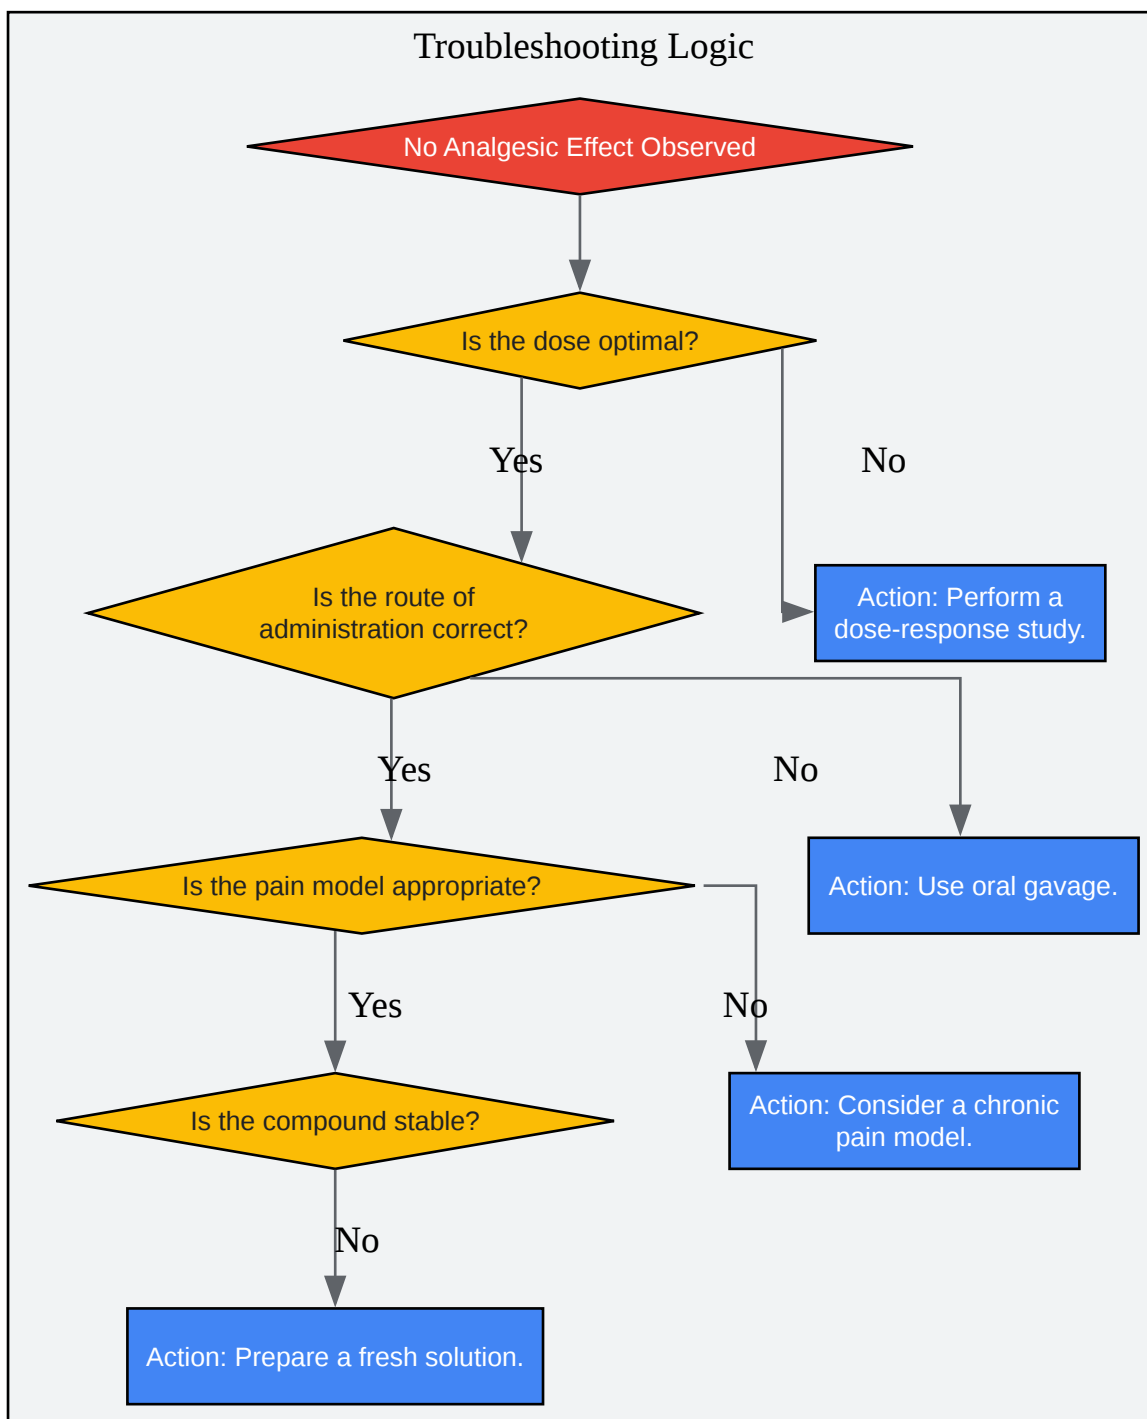 Troubleshooting Logic
No Analgesic Effect Observed
Is the dose optimal?
Yes
No
Is the route of
administration correct?
Action: Perform a
dose-response study.
Yes
No
Is the pain model appropriate?
Action: Use oral gavage.
Yes
No
Is the compound stable?
Action: Consider a chronic
pain model.
No
Action: Prepare a fresh solution.